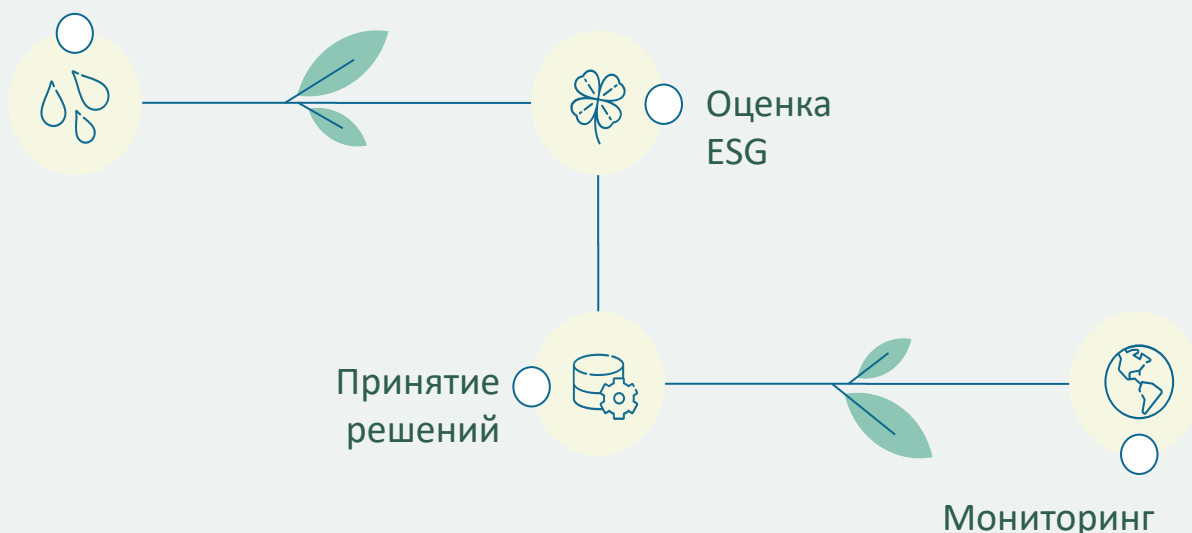 Оценка
ESG
Принятие
решений
Мониторинг